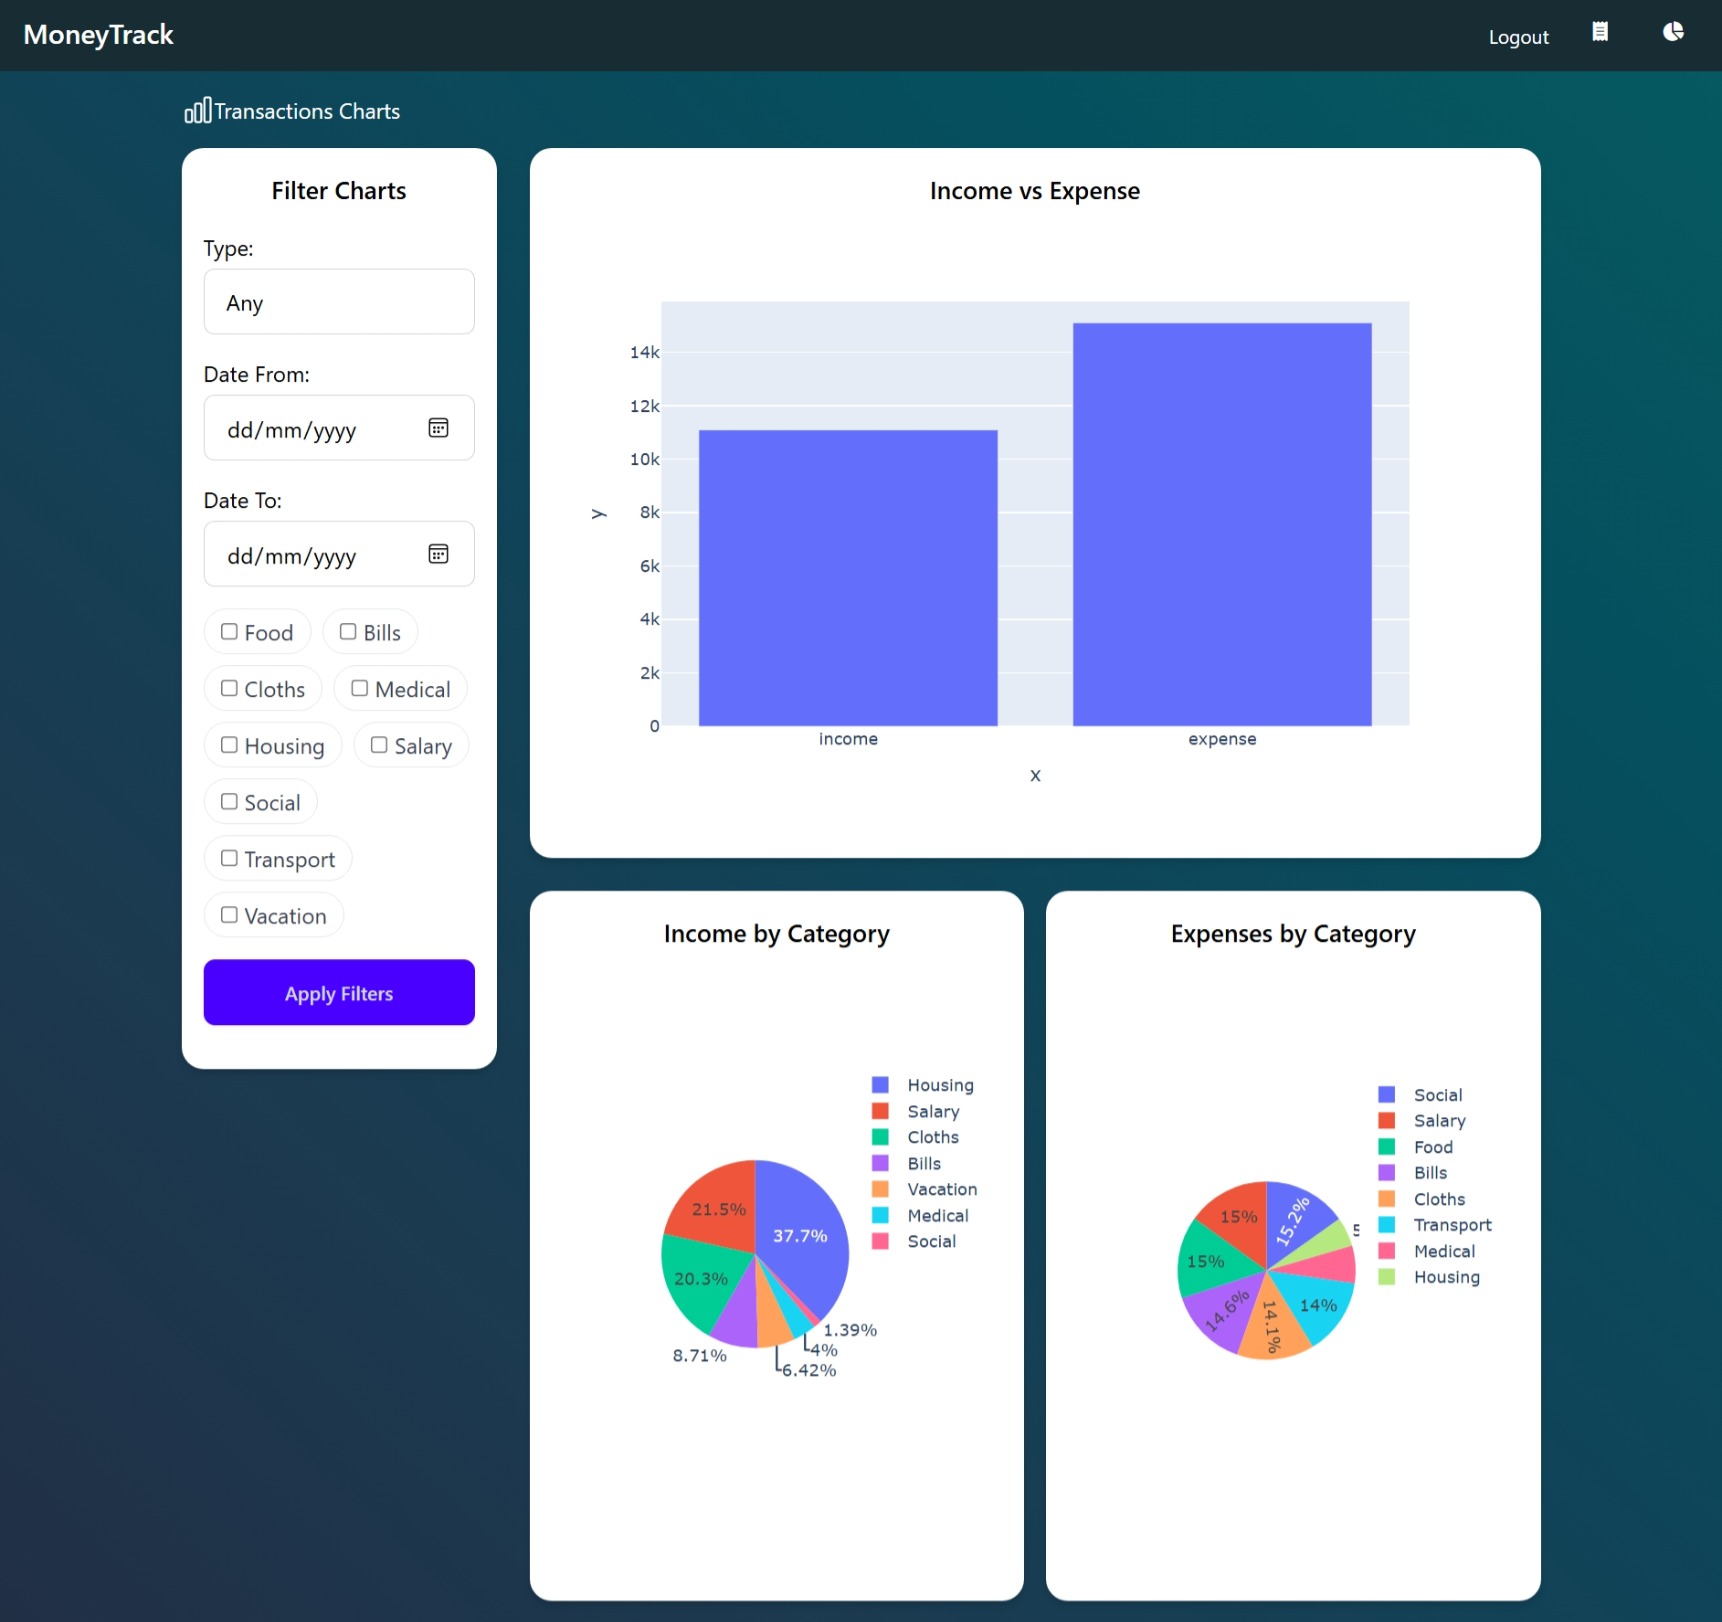 MoneyTrack
Logout
Transactions Charts
Filter Charts
Type:
Any
Date From:
dd/mm/yyyy
Date To:
dd/mm/yyyy
Food
Bills
Cloths
Medical
Housing
Salary
Social
Transport
Vacation
Apply Filters
Income vs Expense
14k
12k
10k
8k
6k
4k
2k
0
y
income
expense
x
Income by Category
Housing
Salary
Cloths
Bills
Vacation
Medical
Social
21.5%
37.7%
20.3%
8.71%
1.39%
4%
6.42%
Expenses by Category
Social
Salary
Food
Bills
Cloths
Transport
Medical
Housing
15%
15.2%
15%
14.6%
14.1%
14%